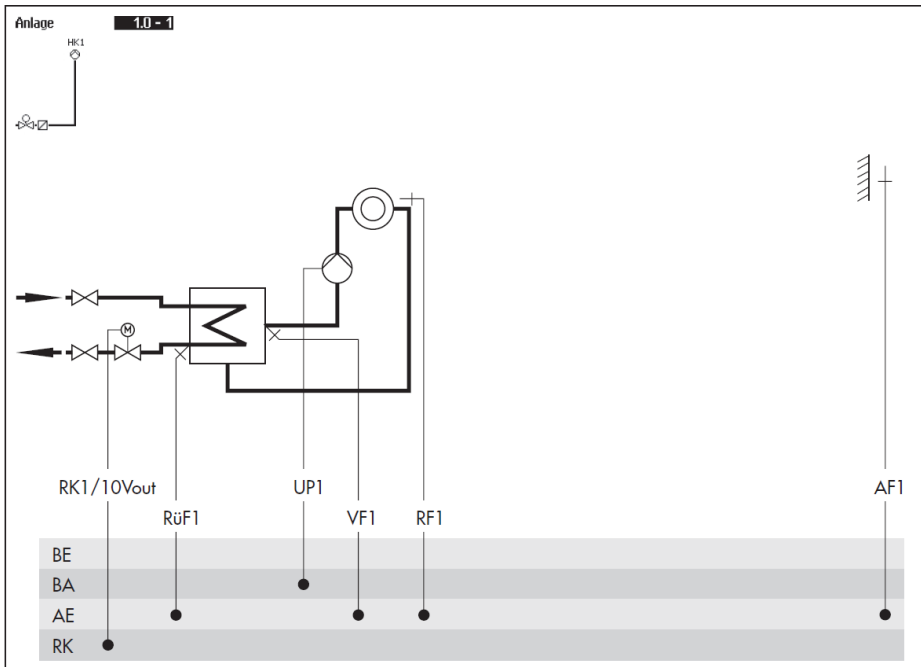 Anlage 1.0 - 1
HK1
M
RK1/10Vout UP1 AF1
RüF1 VF1 RF1
BE
BA
AE
RK